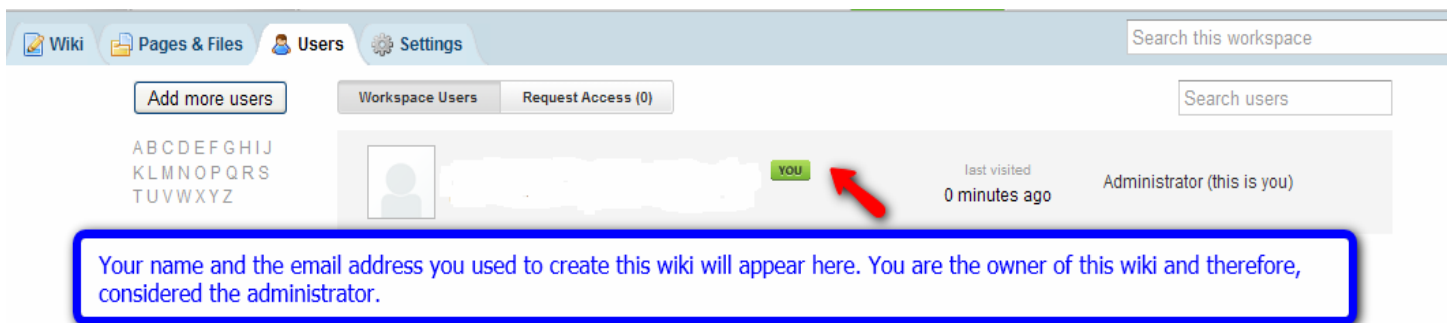 Wiki Pages & Files Users Settings Search this workspace
Add more users Workspace Users Request Access (0) Search users
A B C D E F G H I J
K L M N O P Q R S
T U V W X Y Z
YOU
last visited
0 minutes ago
Administrator (this is you)
Your name and the email address you used to create this wiki will appear here. You are the owner of this wiki and therefore,
considered the administrator.